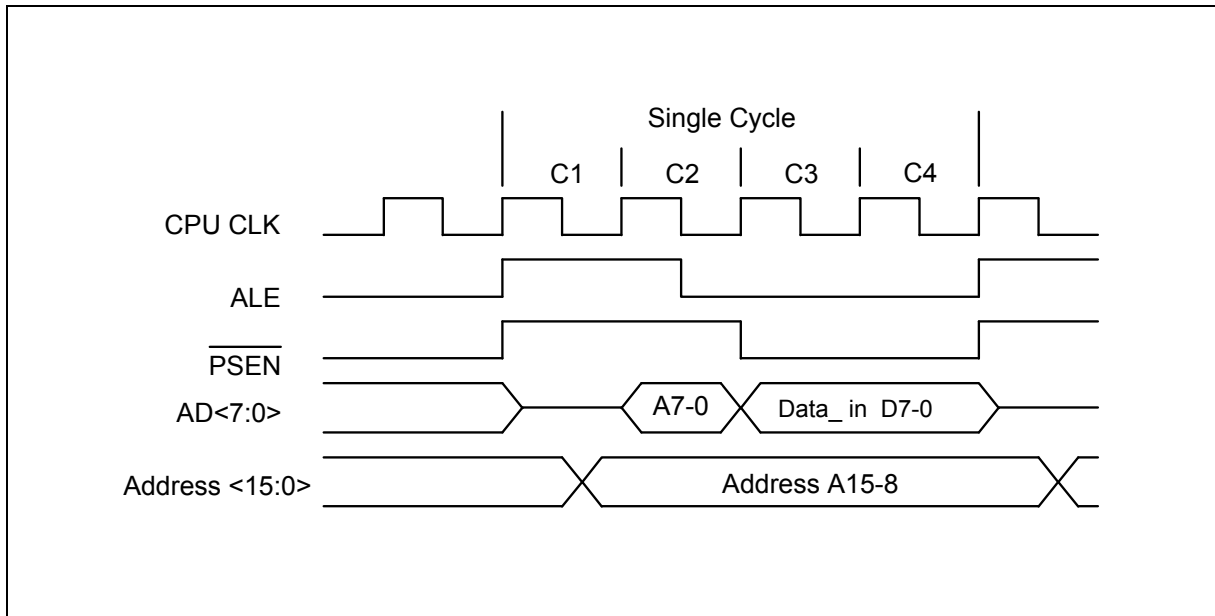 Single Cycle
C1 C2 C3 C4
CPU CLK
ALE
PSEN
AD<7:0> A7-0 Data_ in D7-0
Address <15:0> Address A15-8